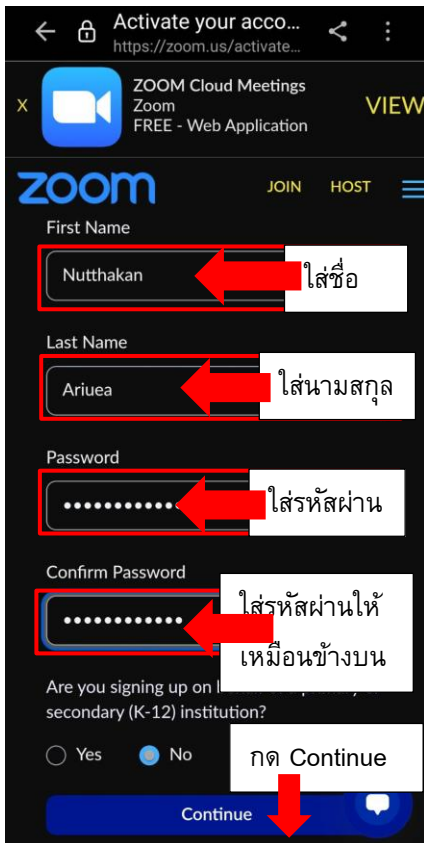 Activate your acco...
https://zoom.us/activate...
X
ZOOM Cloud Meetings
Zoom
FREE - Web Application
VIEW
zoom
JOIN HOST
First Name
Nutthakan
ใส่ชื่อ
Last Name
Ariuea
ใส่นามสกุล
Password
••••••••••••
ใส่รหัสผ่าน
Confirm Password
••••••••••••
ใส่รหัสผ่านให้
เหมือนข้างบน
Are you signing up on
secondary (K-12) institution?
Yes No
กด Continue
Continue